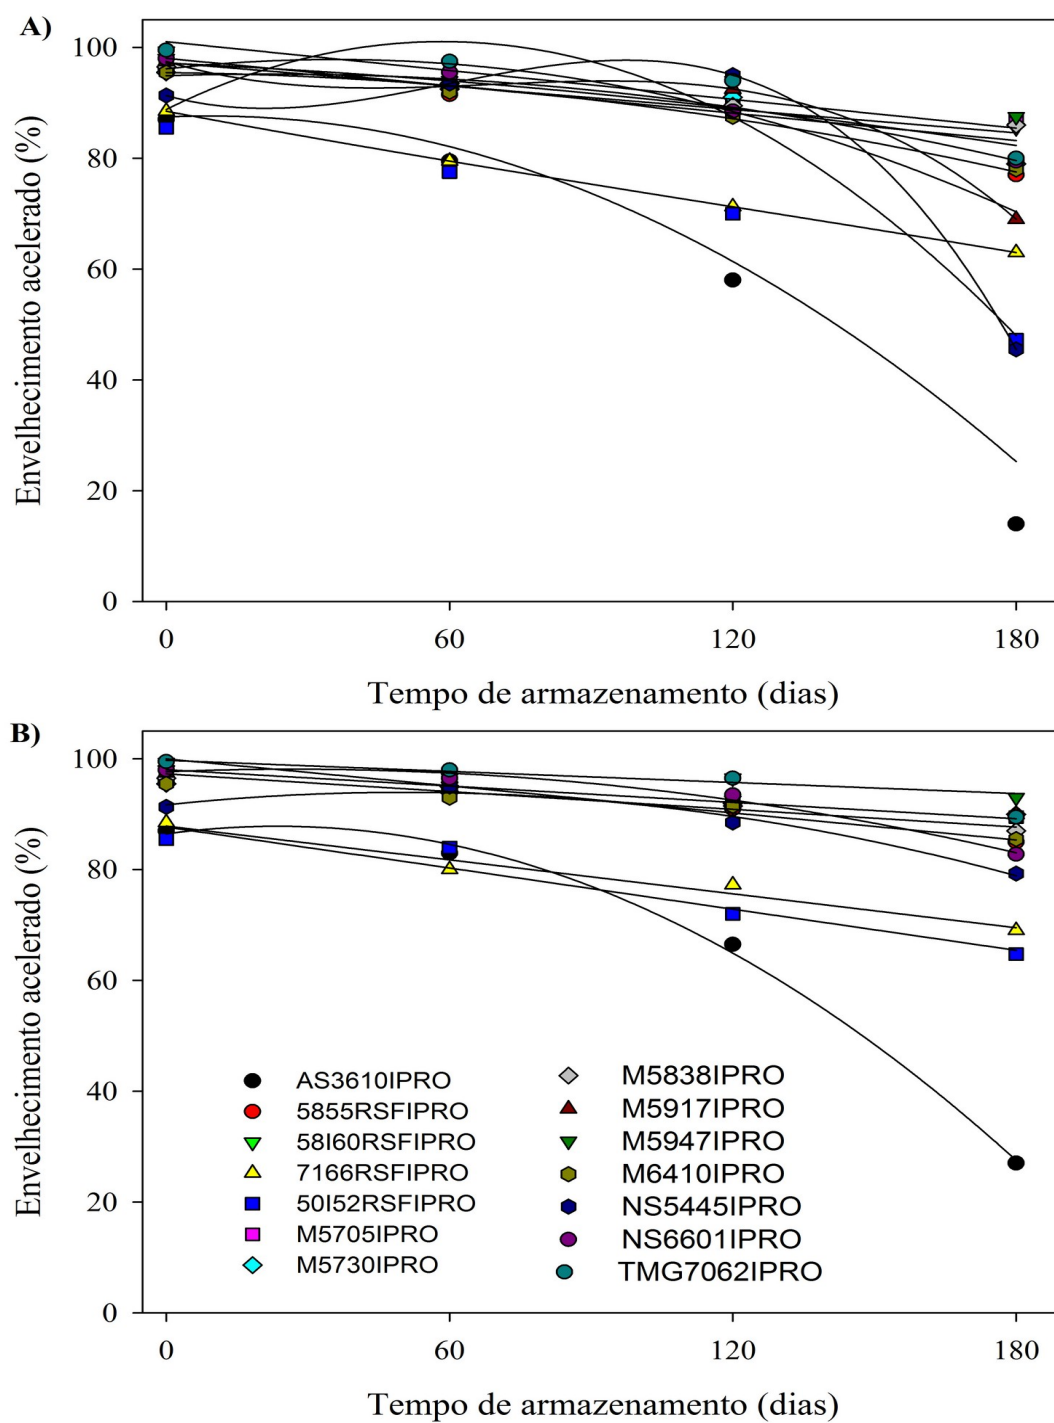 A)
100
80
60
40
20
0
Envelhecimento acelerado (%)
0 60 120 180
Tempo de armazenamento (dias)
B)
100
80
60
40
20
0
Envelhecimento acelerado (%)
AS3610IPRO
5855RSFIPRO
58I60RSFIPRO
7166RSFIPRO
50I52RSFIPRO
M5705IPRO
M5730IPRO
M5838IPRO
M5917IPRO
M5947IPRO
M6410IPRO
NS5445IPRO
NS6601IPRO
TMG7062IPRO
0 60 120 180
Tempo de armazenamento (dias)